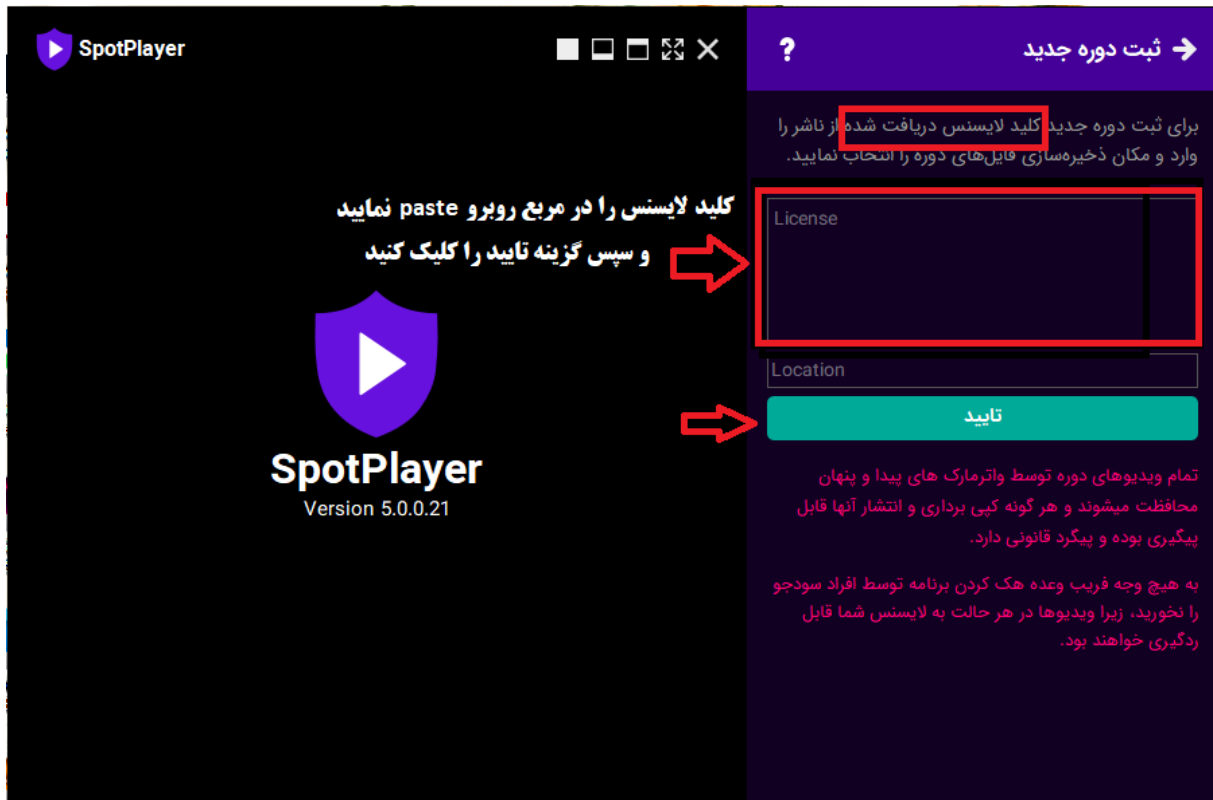 SpotPlayer
?
ثبت دوره جدید
برای ثبت دوره جدید کلید لایسنس دریافت شده از ناشر را
وارد و مکان ذخیره‌سازی فایل‌های دوره را انتخاب نمایید.
کلید لایسنس را در مربع روبرو paste نمایید
و سپس گزینه تایید را کلیک کنید
License
Location
تایید
SpotPlayer
Version 5.0.0.21
تمام ویدیوهای دوره توسط واترمارک های پیدا و پنهان
محافظت میشوند و هر گونه کپی برداری و انتشار آنها قابل
پیگیری بوده و پیگرد قانونی دارد.
به هیچ وجه فریب وعده هک کردن برنامه توسط افراد سودجو
را نخورید، زیرا ویدیوها در هر حالت به لایسنس شما قابل
ردگیری خواهند بود.